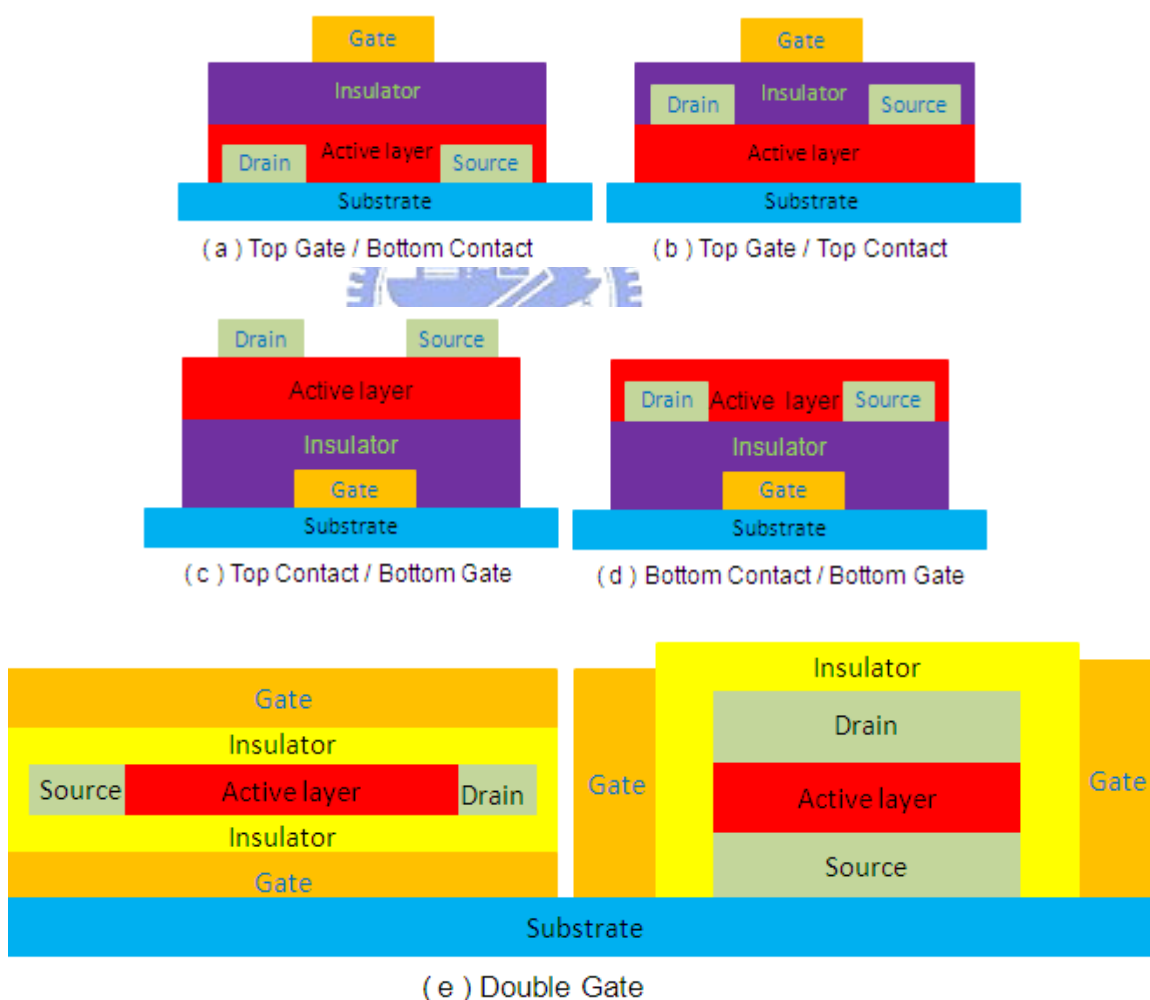 Gate
Insulator
Drain Active layer Source
Substrate
( a ) Top Gate / Bottom Contact
Gate
Drain Insulator Source
Active layer
Substrate
( b ) Top Gate / Top Contact
Drain Source
Active layer
Insulator
Gate
Substrate
( c ) Top Contact / Bottom Gate
Drain Active layer Source
Insulator
Gate
Substrate
( d ) Bottom Contact / Bottom Gate
Gate
Insulator
Source Active layer Drain
Insulator
Gate
Insulator
Drain
Gate Active layer Gate
Source
Substrate
( e ) Double Gate